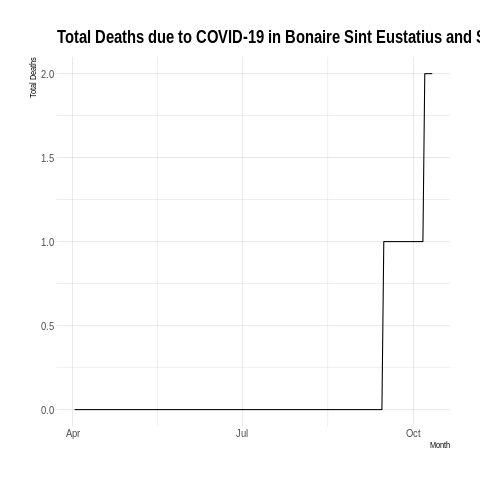 Total Deaths due to COVID-19 in Bonaire Sint Eustatius and S
Total Deaths
2.0
1.5
1.0
0.5
0.0
Apr
Jul
Oct
Month